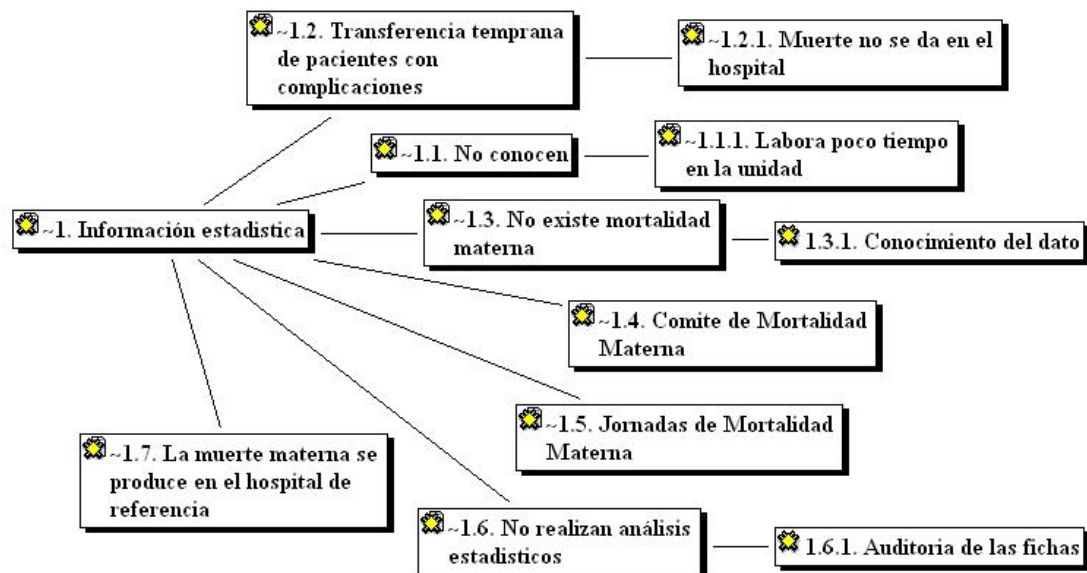 ~1.2. Transferencia temprana
de pacientes con
complicaciones
~1.2.1. Muerte no se da en el
hospital
~1.1. No conocen
~1.1.1. Labora poco tiempo
en la unidad
~1. Información estadistica
~1.3. No existe mortalidad
materna
1.3.1. Conocimiento del dato
~1.4. Comite de Mortalidad
Materna
~1.5. Jornadas de Mortalidad
Materna
~1.7. La muerte materna se
produce en el hospital de
referencia
~1.6. No realizan análisis
estadisticos
1.6.1. Auditoria de las fichas